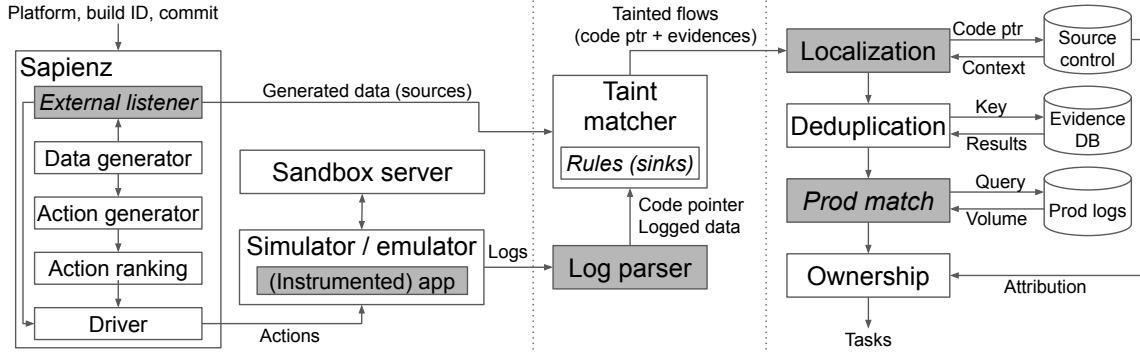 Platform, build ID, commit
Sapienz
External listener
Data generator
Action generator
Action ranking
Driver
Generated data (sources)
Sandbox server
Simulator / emulator
(Instrumented) app
Actions
Logs
Tainted flows
(code ptr + evidences)
Taint
matcher
Rules (sinks)
Code pointer
Logged data
Log parser
Localization
Code ptr
Context
Source
control
Deduplication
Key
Results
Evidence
DB
Prod match
Query
Volume
Prod logs
Ownership
Attribution
Tasks